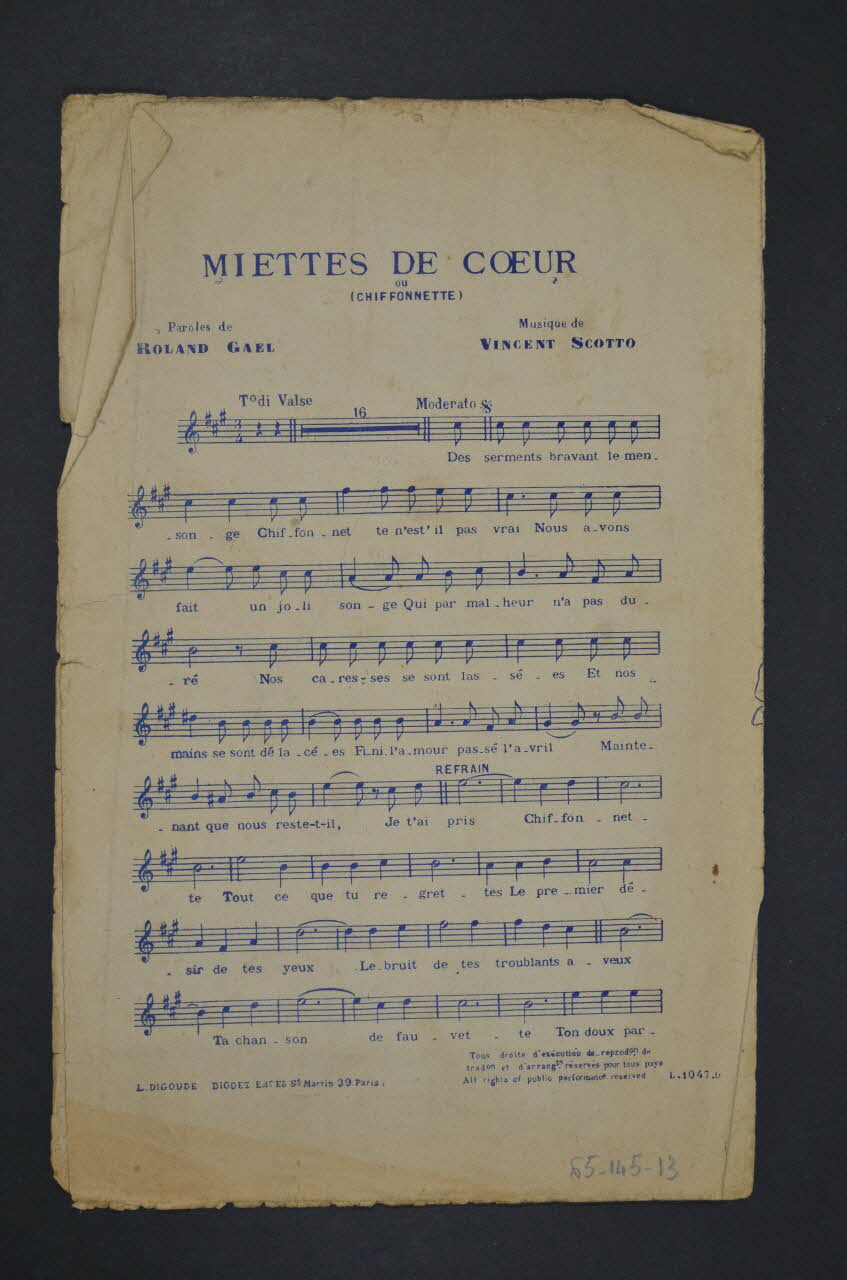 MIETTES DE CŒUR
OU
(CHIFFONNETTE)
Paroles de
ROLAND GAEL
Musique de
VINCENT SCOTTO
Tº di Valse
16
Moderato
Des serments bravant le men-
-son - ge Chif-fon - net te n'est' il pas vrai Nous a-vons
fait un jo-li son-ge Qui par mal-heur n'a pas du-
-ré Nos ca-res-ses se sont las - sé - es Et nos
mains se sont dé la-cé-es Fi-ni l'a-mour pas-sé l'a-vril Mainte-
REFRAIN
-nant que nous reste-t-il, Je t'ai pris Chif-fon - net-
te Tout ce que tu re - gret - tes Le pre-mier dé-
-sir de tes yeux Le bruit de tes troublants a - veux
Ta chan-son de fau - vet - te Ton doux par-
Tous droits d'exécution de reprodon de
tradon et d'arrangts réservés pour tous pays
All rights of public performance reserved
L. DIGOUDE DIODET Edites St Martin 39 Paris.
L.1047.D
65-145-13